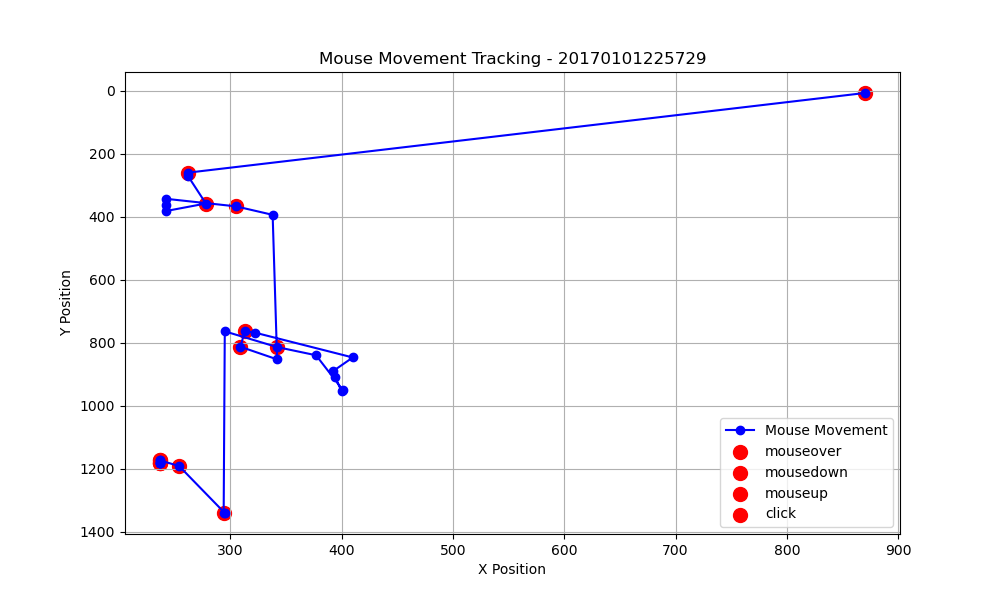 Mouse Movement Tracking - 20170101225729
0
200
400
600
800
1000
1200
1400
Y Position
300
400
500
600
700
800
900
X Position
Mouse Movement
mouseover
mousedown
mouseup
click